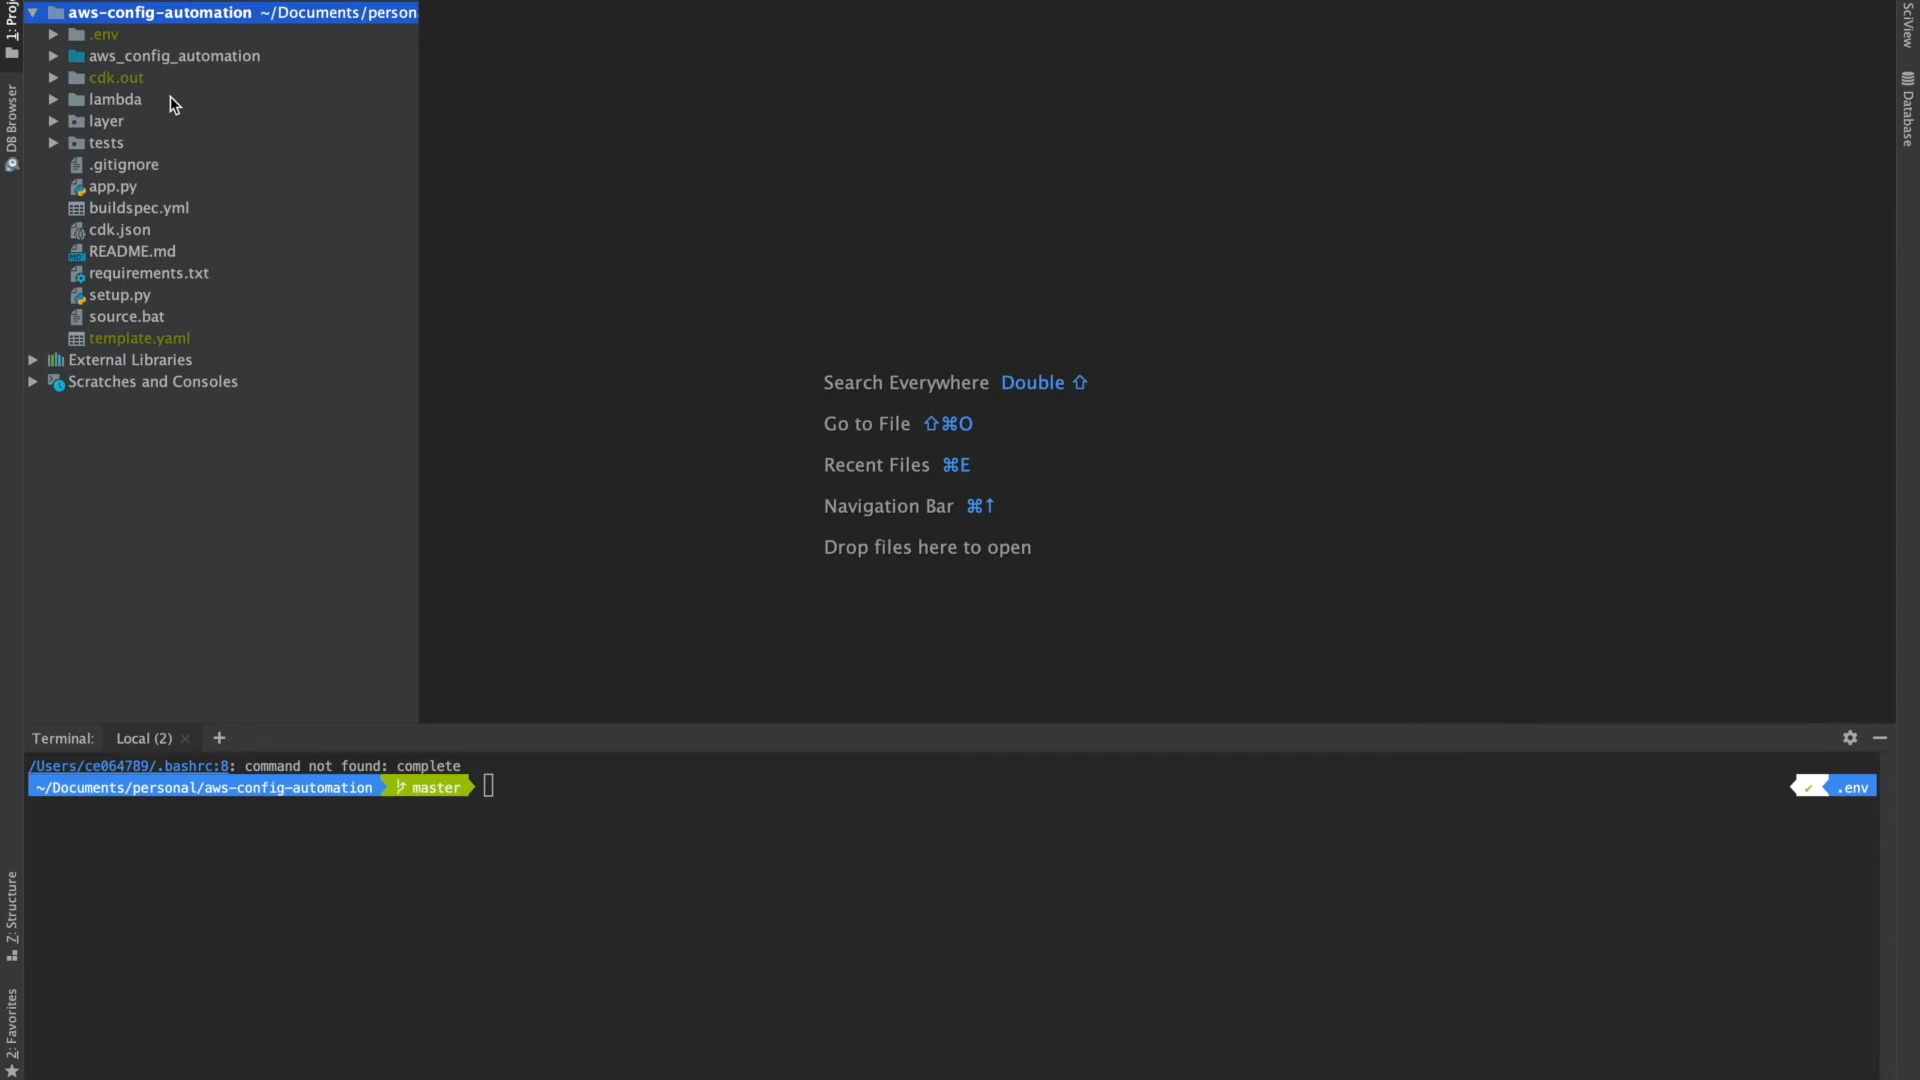 aws-config-automation ~/Documents/person
.env
aws_config_automation
cdk.out
lambda
layer
tests
.gitignore
app.py
buildspec.yml
cdk.json
README.md
requirements.txt
setup.py
source.bat
template.yaml
External Libraries
Scratches and Consoles
1: Proj
DB Browser
Z: Structure
2: Favorites
SciView
Database
Search Everywhere Double ⇧
Go to File ⇧⌘O
Recent Files ⌘E
Navigation Bar ⌘↑
Drop files here to open
Terminal: Local (2) × +
/Users/ce064789/.bashrc:8: command not found: complete
~/Documents/personal/aws-config-automation master ✔ .env